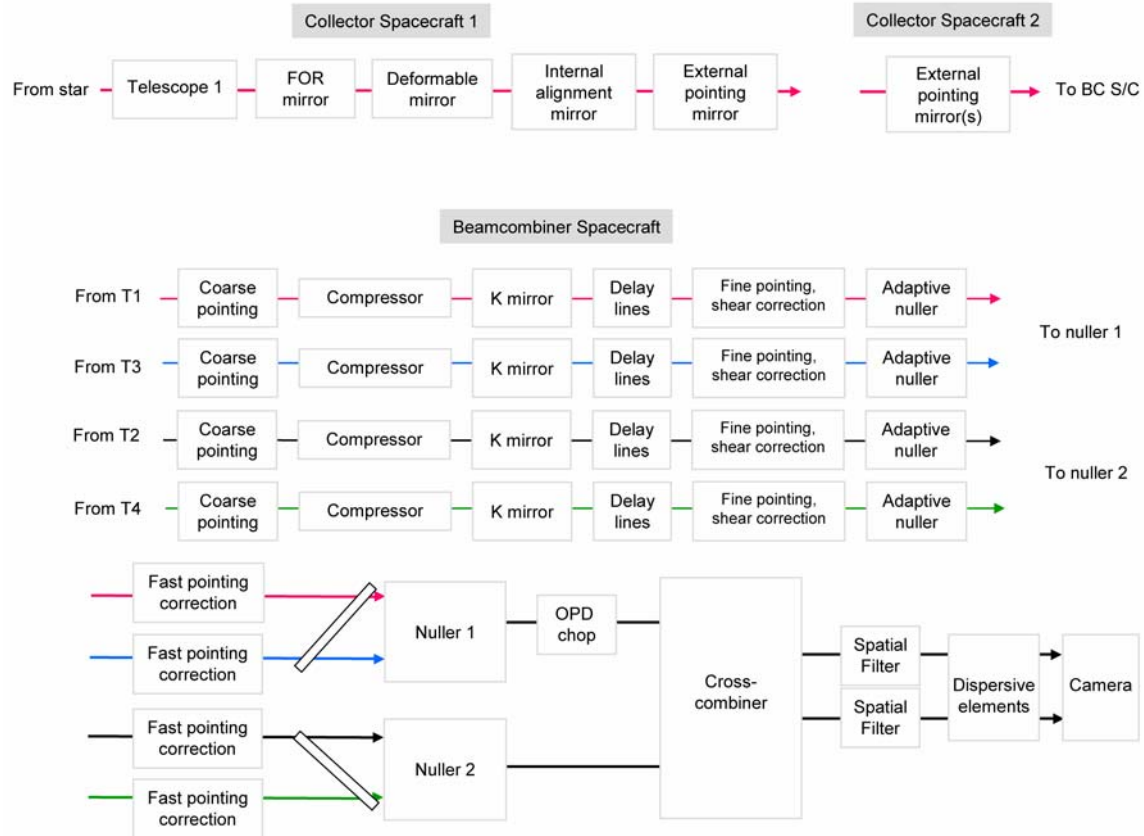 Collector Spacecraft 1
Collector Spacecraft 2
From star
Telescope 1
FOR
mirror
Deformable
mirror
Internal
alignment
mirror
External
pointing
mirror
External
pointing
mirror(s)
To BC S/C
Beamcombiner Spacecraft
From T1
Coarse
pointing
Compressor
K mirror
Delay
lines
Fine pointing,
shear correction
Adaptive
nuller
To nuller 1
From T3
Coarse
pointing
Compressor
K mirror
Delay
lines
Fine pointing,
shear correction
Adaptive
nuller
From T2
Coarse
pointing
Compressor
K mirror
Delay
lines
Fine pointing,
shear correction
Adaptive
nuller
To nuller 2
From T4
Coarse
pointing
Compressor
K mirror
Delay
lines
Fine pointing,
shear correction
Adaptive
nuller
Fast pointing
correction
Fast pointing
correction
Nuller 1
OPD
chop
Fast pointing
correction
Fast pointing
correction
Nuller 2
Cross-
combiner
Spatial
Filter
Spatial
Filter
Dispersive
elements
Camera